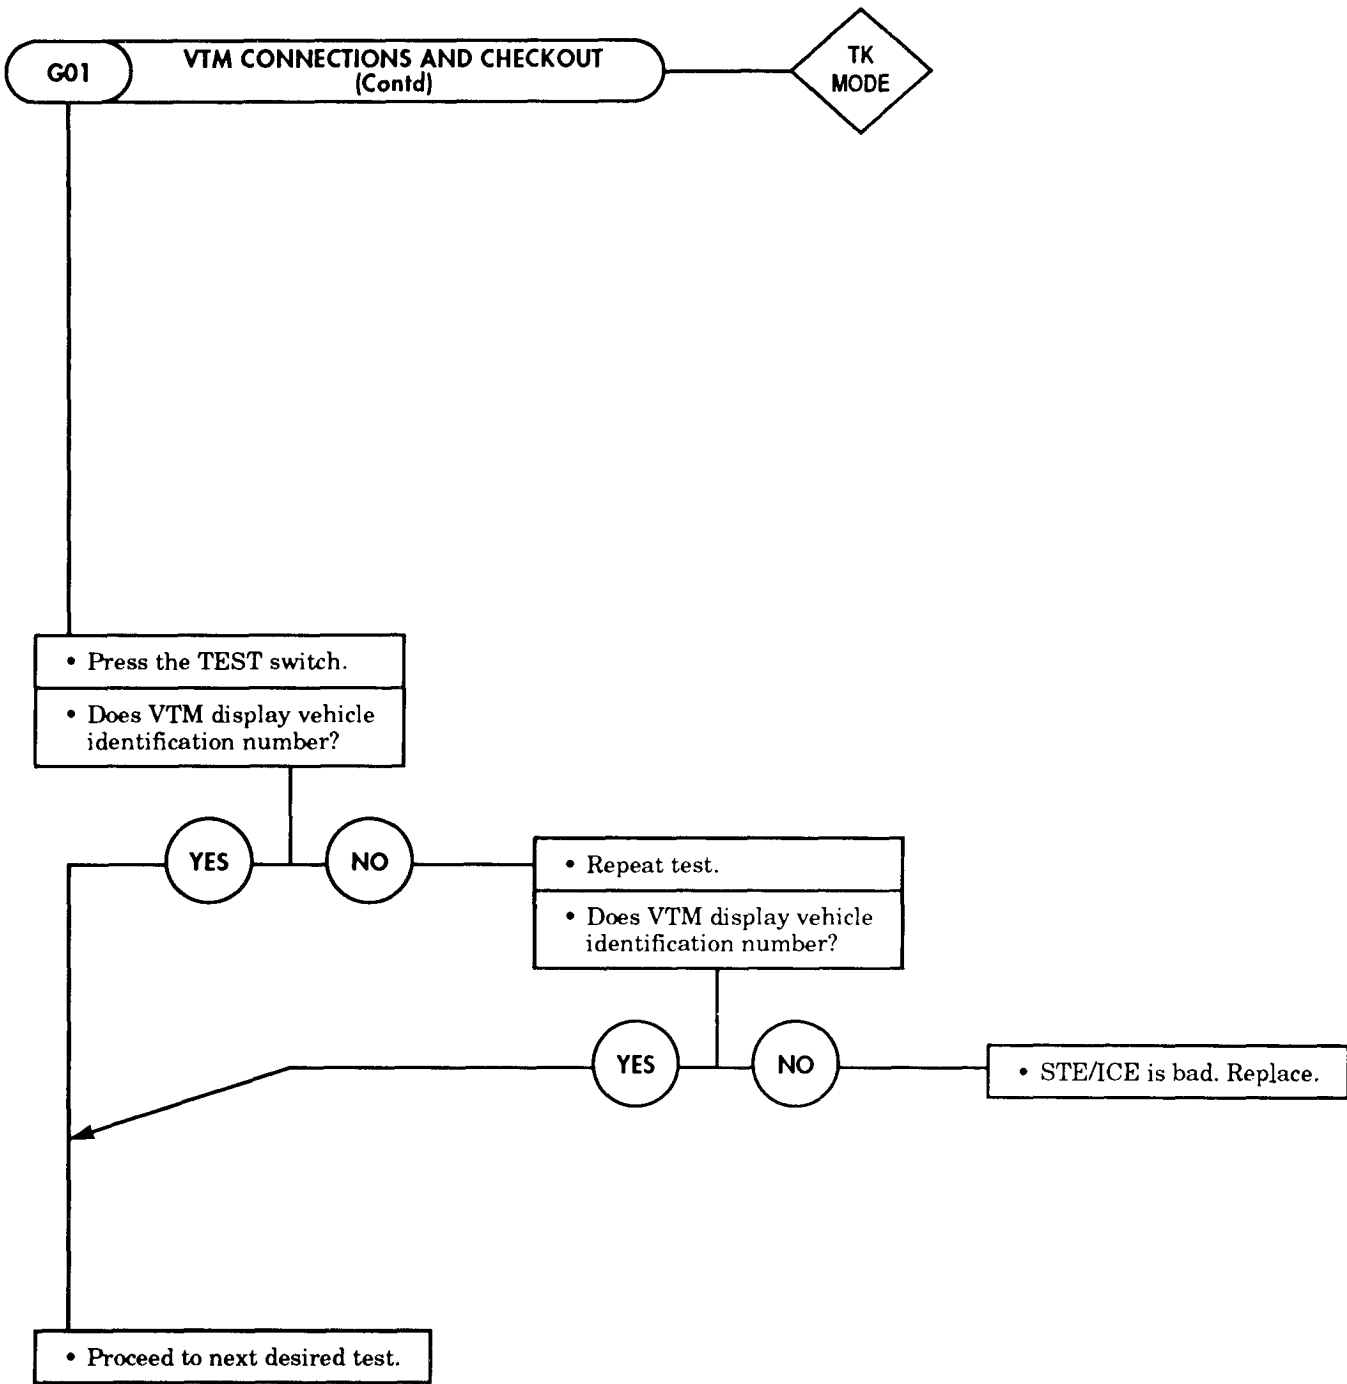 G01
VTM CONNECTIONS AND CHECKOUT
(Contd)
TK
MODE
• Press the TEST switch.
• Does VTM display vehicle
identification number?
YES
NO
• Repeat test.
• Does VTM display vehicle
identification number?
YES
NO
• STE/ICE is bad. Replace.
• Proceed to next desired test.